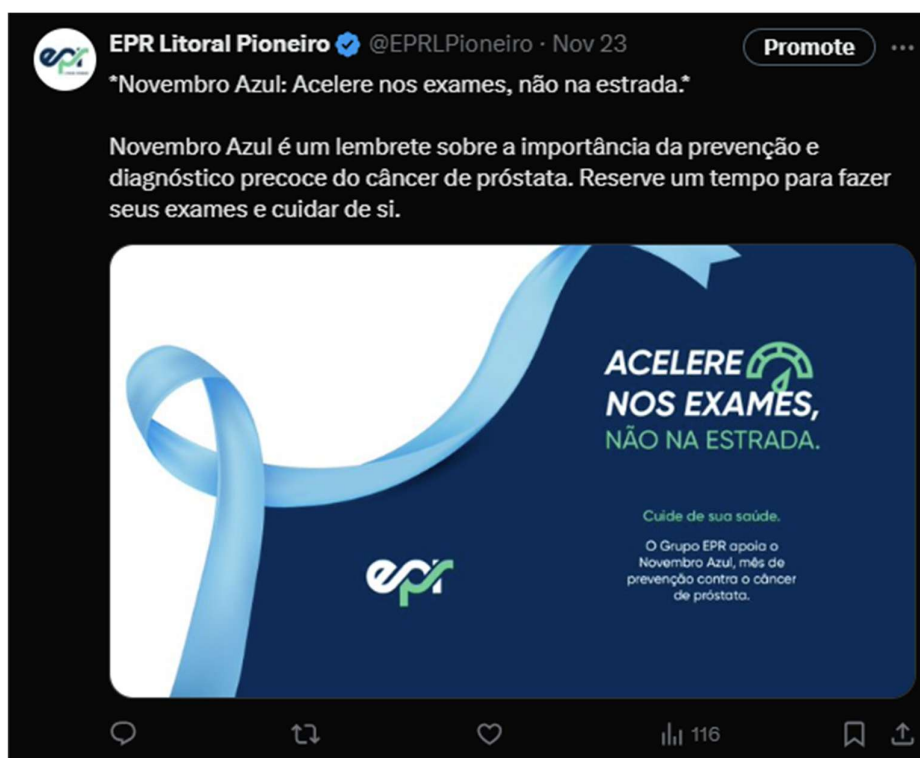 epr
EPR Litoral Pioneiro @EPRLPioneiro · Nov 23
Promote
*Novembro Azul: Acelere nos exames, não na estrada.*
Novembro Azul é um lembrete sobre a importância da prevenção e
diagnóstico precoce do câncer de próstata. Reserve um tempo para fazer
seus exames e cuidar de si.
ACELERE
NOS EXAMES,
NÃO NA ESTRADA.
Cuide de sua saúde.
O Grupo EPR apoia o
Novembro Azul, mês de
prevenção contra o câncer
de próstata.
epr
116